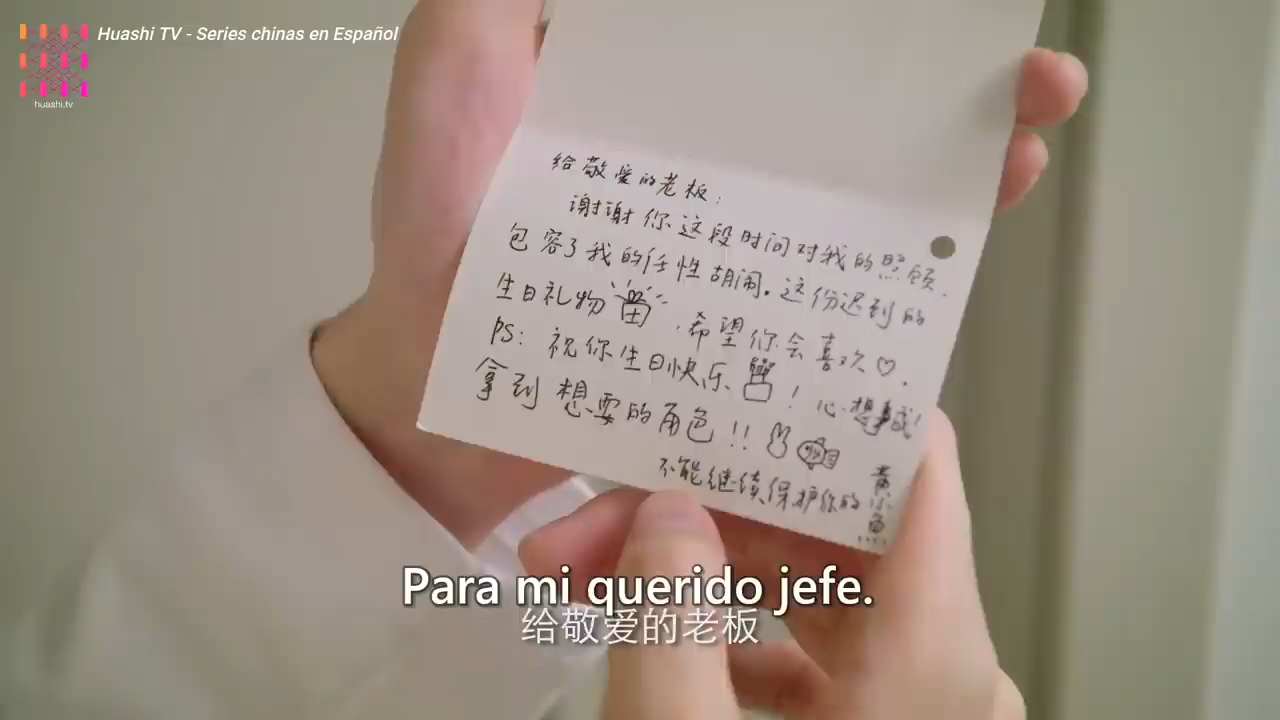 Huashi TV - Series chinas en Español
huashi.tv
给敬爱的老板:
谢谢你这段时间对我的照顾,
包容了我的任性胡闹。这份迟到的
生日礼物,希望你会喜欢♡.
PS: 祝你生日快乐! 心想事成!
拿到想要的角色!!
不能继续保护你的
黄小鱼
Para mi querido jefe.
给敬爱的老板